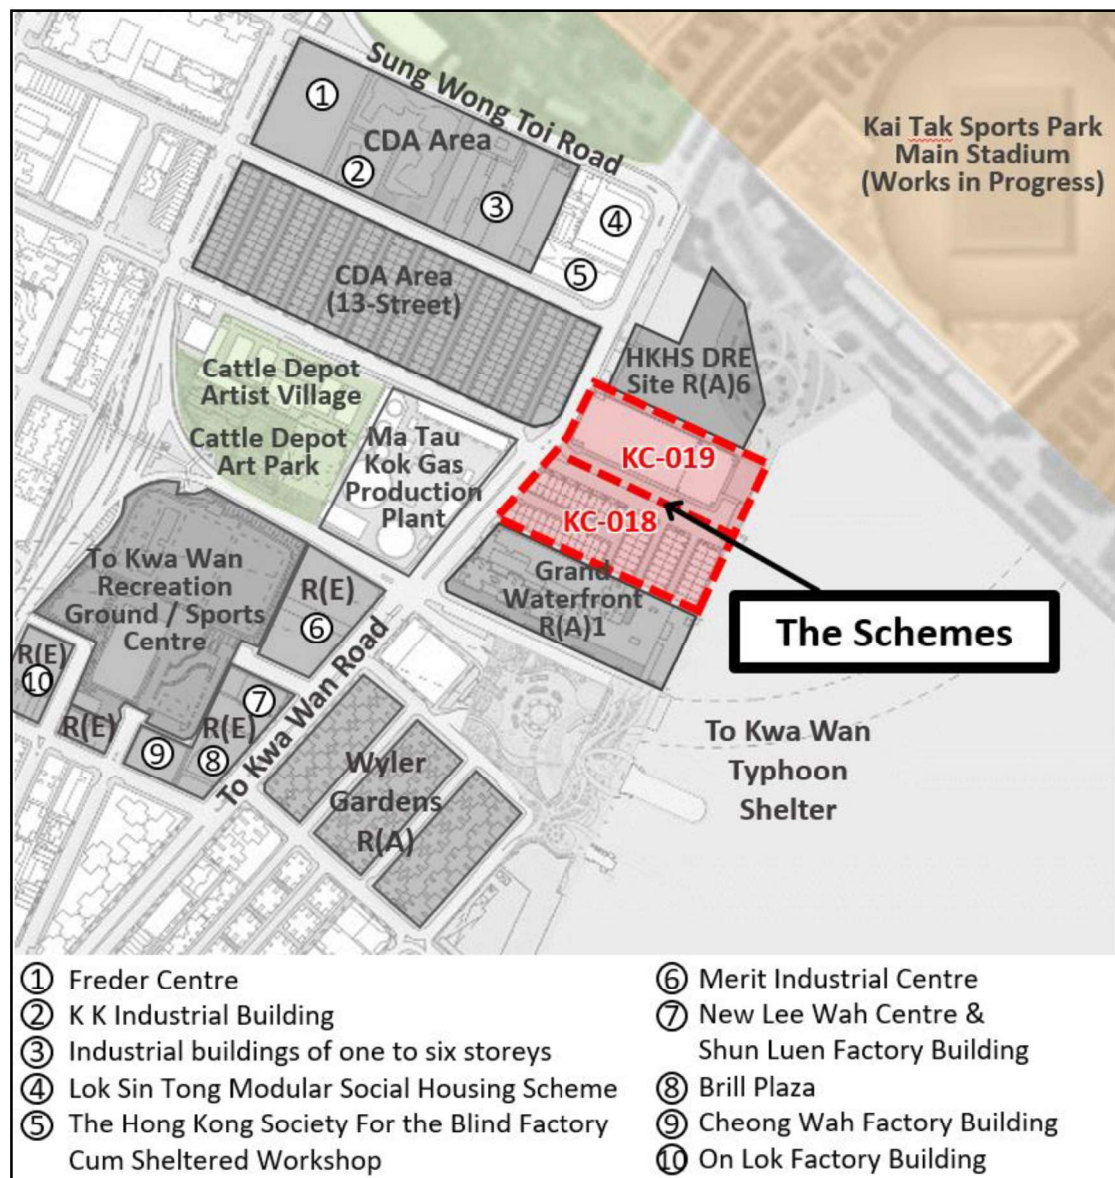 Sung Wong Toi Road
1
CDA Area
2
3
4
5
Kai Tak Sports Park
Main Stadium
(Works in Progress)
CDA Area
(13-Street)
HKHS DRE
Site R(A)6
Cattle Depot
Artist Village
Cattle Depot
Art Park
Ma Tau
Kok Gas
Production
Plant
KC-019
KC-018
To Kwa Wan
Recreation
Ground / Sports
Centre
R(E)
6
Grand
Waterfront
R(A)1
The Schemes
R(E)
10
R(E)
7
R(E)
9
8
To Kwa Wan Road
Wyler
Gardens
R(A)
To Kwa Wan
Typhoon
Shelter
1 Freder Centre
2 K K Industrial Building
3 Industrial buildings of one to six storeys
4 Lok Sin Tong Modular Social Housing Scheme
5 The Hong Kong Society For the Blind Factory
Cum Sheltered Workshop
6 Merit Industrial Centre
7 New Lee Wah Centre &
Shun Luen Factory Building
8 Brill Plaza
9 Cheong Wah Factory Building
10 On Lok Factory Building